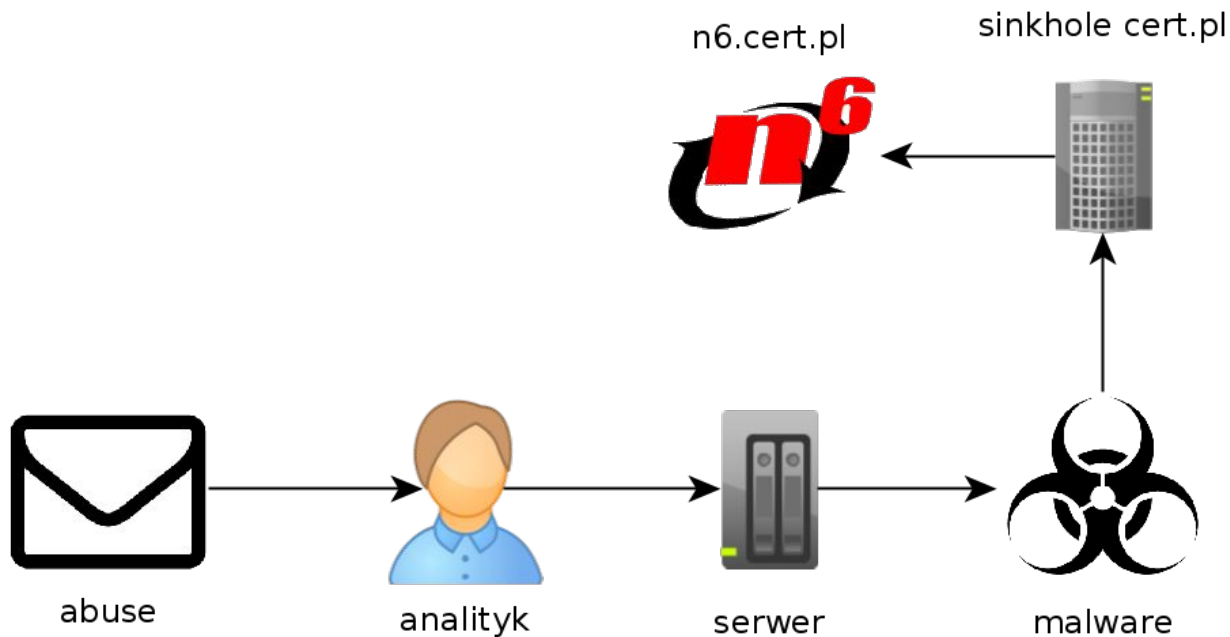 n6.cert.pl
sinkhole cert.pl
n6
abuse
analityk
serwer
malware